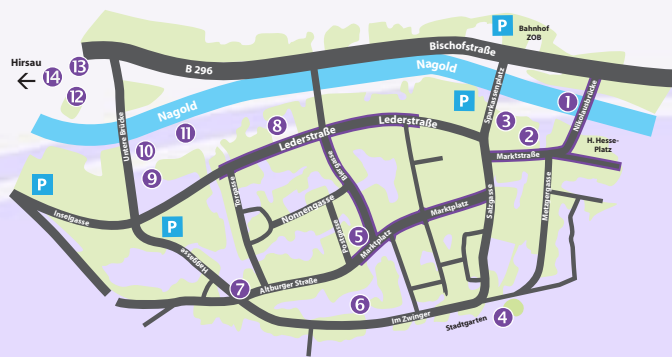 P
Bahnhof
ZOB
Bischofstraße
Hirsau
13
14
12
B 296
Nagold
Nagold
P
Sparkassenplatz
1
Nikolausbrücke
Untere Brücke
11
8
Lederstraße
Lederstraße
3
2
H. Hesse-
Platz
10
9
Marktstraße
P
Biergasse
Torgasse
Inselgasse
P
Nonnengasse
Postgasse
5
Marktplatz
Marktplatz
Salzgasse
Metzgergasse
Haggasse
7
Altburger Straße
6
Im Zwinger
Stadtgarten
4